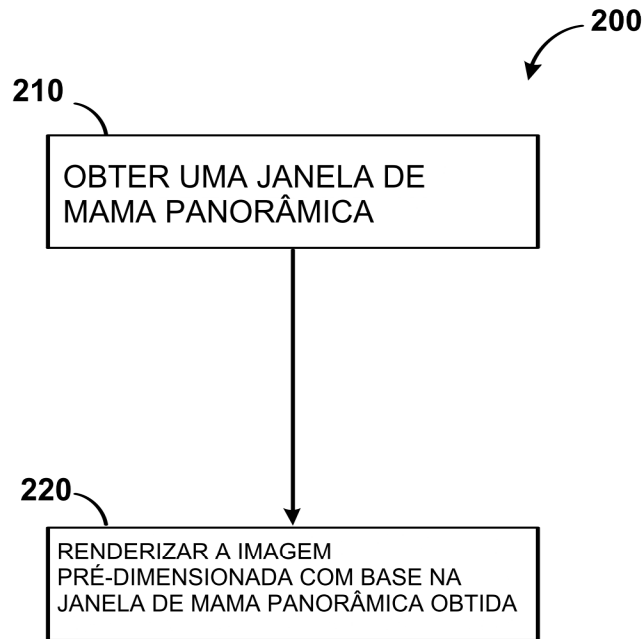 200
210
OBTER UMA JANELA DE
MAMA PANORÂMICA
220
RENDERIZAR A IMAGEM
PRÉ-DIMENSIONADA COM BASE NA
JANELA DE MAMA PANORÂMICA OBTIDA